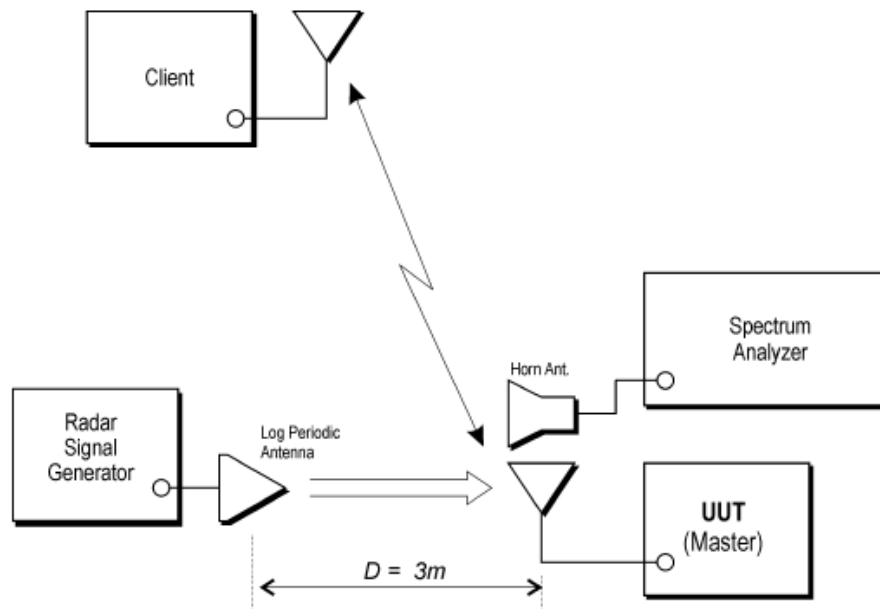 Client
Spectrum
Analyzer
Horn Ant.
Radar
Signal
Generator
Log Periodic
Antenna
UUT
(Master)
D = 3m